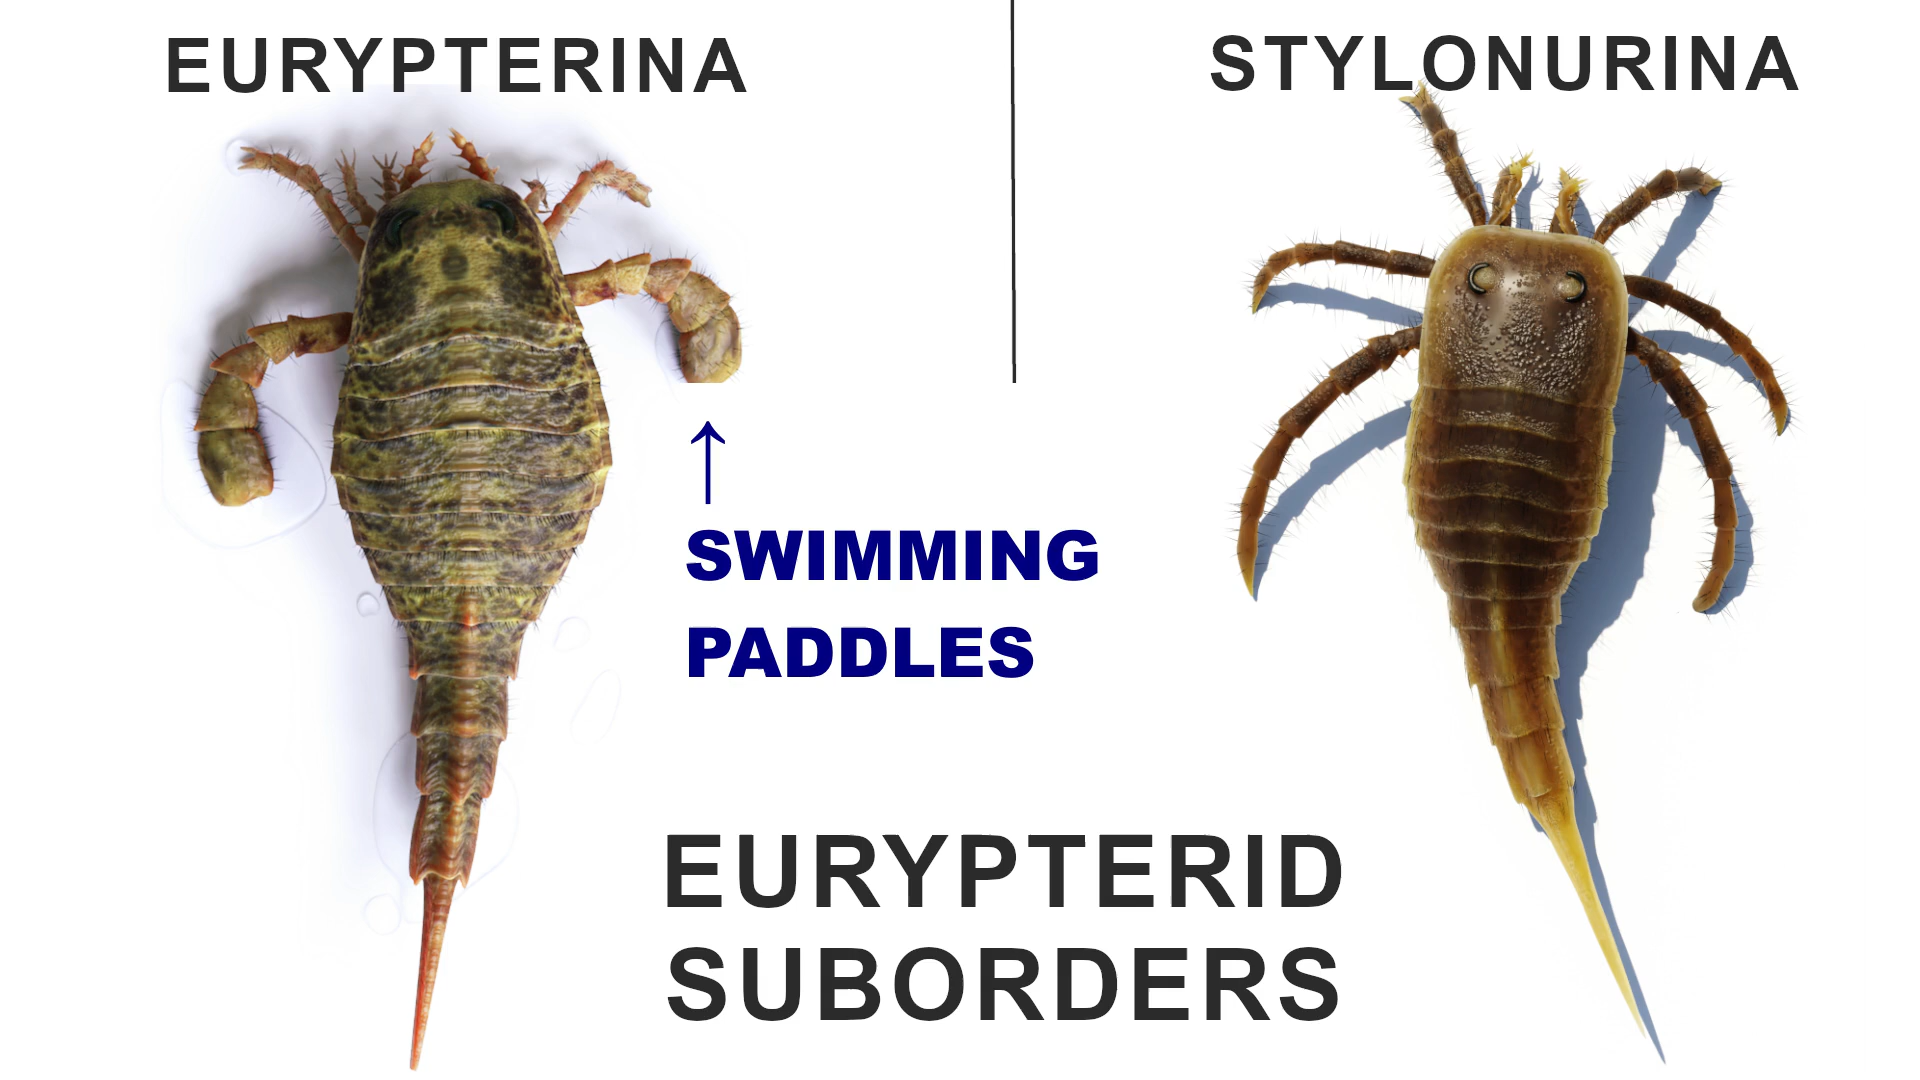 EURYPTERINA
STYLONURINA
SWIMMING
PADDLES
EURYPTERID
SUBORDERS